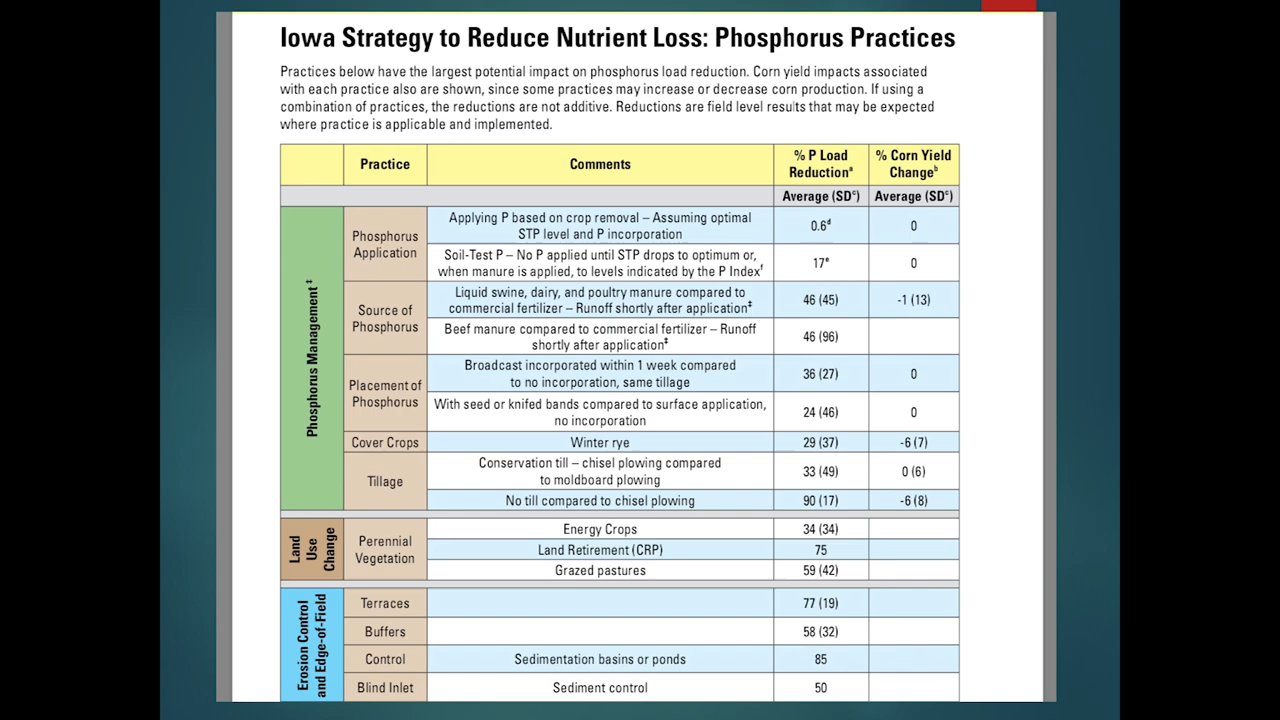 Iowa Strategy to Reduce Nutrient Loss: Phosphorus Practices
Practices below have the largest potential impact on phosphorus load reduction. Corn yield impacts associated
with each practice also are shown, since some practices may increase or decrease corn production. If using a
combination of practices, the reductions are not additive. Reductions are field level results that may be expected
where practice is applicable and implemented.
Practice
Comments
% P Load
Reductionᵃ
% Corn Yield
Changeᵇ
Average (SDᶜ)
Average (SDᶜ)
Phosphorus Management‡
Phosphorus
Application
Applying P based on crop removal – Assuming optimal
STP level and P incorporation
0.6ᵈ
0
Soil-Test P – No P applied until STP drops to optimum or,
when manure is applied, to levels indicated by the P Indexᶠ
17ᵉ
0
Source of
Phosphorus
Liquid swine, dairy, and poultry manure compared to
commercial fertilizer – Runoff shortly after application‡
46 (45)
-1 (13)
Beef manure compared to commercial fertilizer – Runoff
shortly after application‡
46 (96)
Placement of
Phosphorus
Broadcast incorporated within 1 week compared
to no incorporation, same tillage
36 (27)
0
With seed or knifed bands compared to surface application,
no incorporation
24 (46)
0
Cover Crops
Winter rye
29 (37)
-6 (7)
Tillage
Conservation till – chisel plowing compared
to moldboard plowing
33 (49)
0 (6)
No till compared to chisel plowing
90 (17)
-6 (8)
Land
Use
Change
Perennial
Vegetation
Energy Crops
34 (34)
Land Retirement (CRP)
75
Grazed pastures
59 (42)
Erosion Control
and Edge-of-Field
Terraces
77 (19)
Buffers
58 (32)
Control
Sedimentation basins or ponds
85
Blind Inlet
Sediment control
50